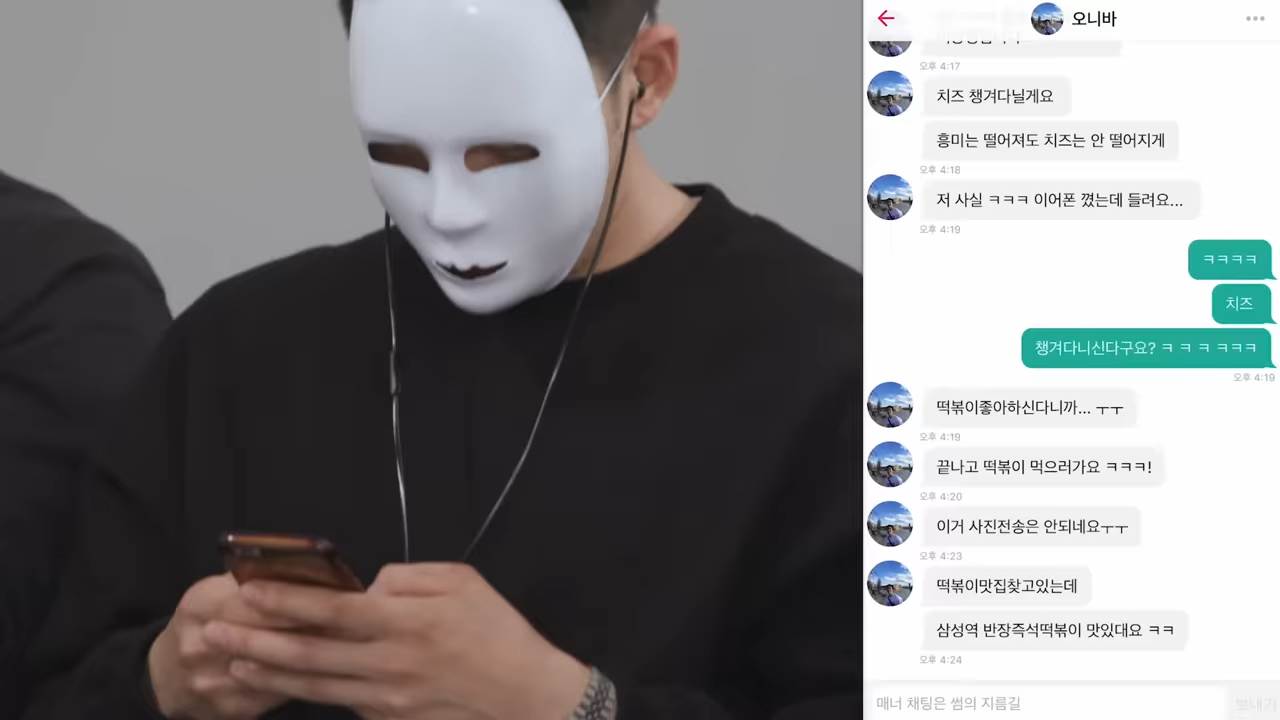 오니바
오후 4:17
치즈 챙겨다닐게요
흥미는 떨어져도 치즈는 안 떨어지게
오후 4:18
저 사실 ㅋㅋㅋ 이어폰 꼈는데 들려요...
오후 4:19
ㅋㅋㅋㅋ
치즈
챙겨다니신다구요? ㅋ ㅋ ㅋ ㅋㅋㅋ
오후 4:19
떡볶이좋아하신다니까... ㅜㅜ
오후 4:19
끝나고 떡볶이 먹으러가요 ㅋㅋㅋ!
오후 4:20
이거 사진전송은 안되네요ㅜㅜ
오후 4:23
떡볶이맛집찾고있는데
삼성역 반장즉석떡볶이 맛있대요 ㅋㅋ
오후 4:24
매너 채팅은 썸의 지름길
보내기